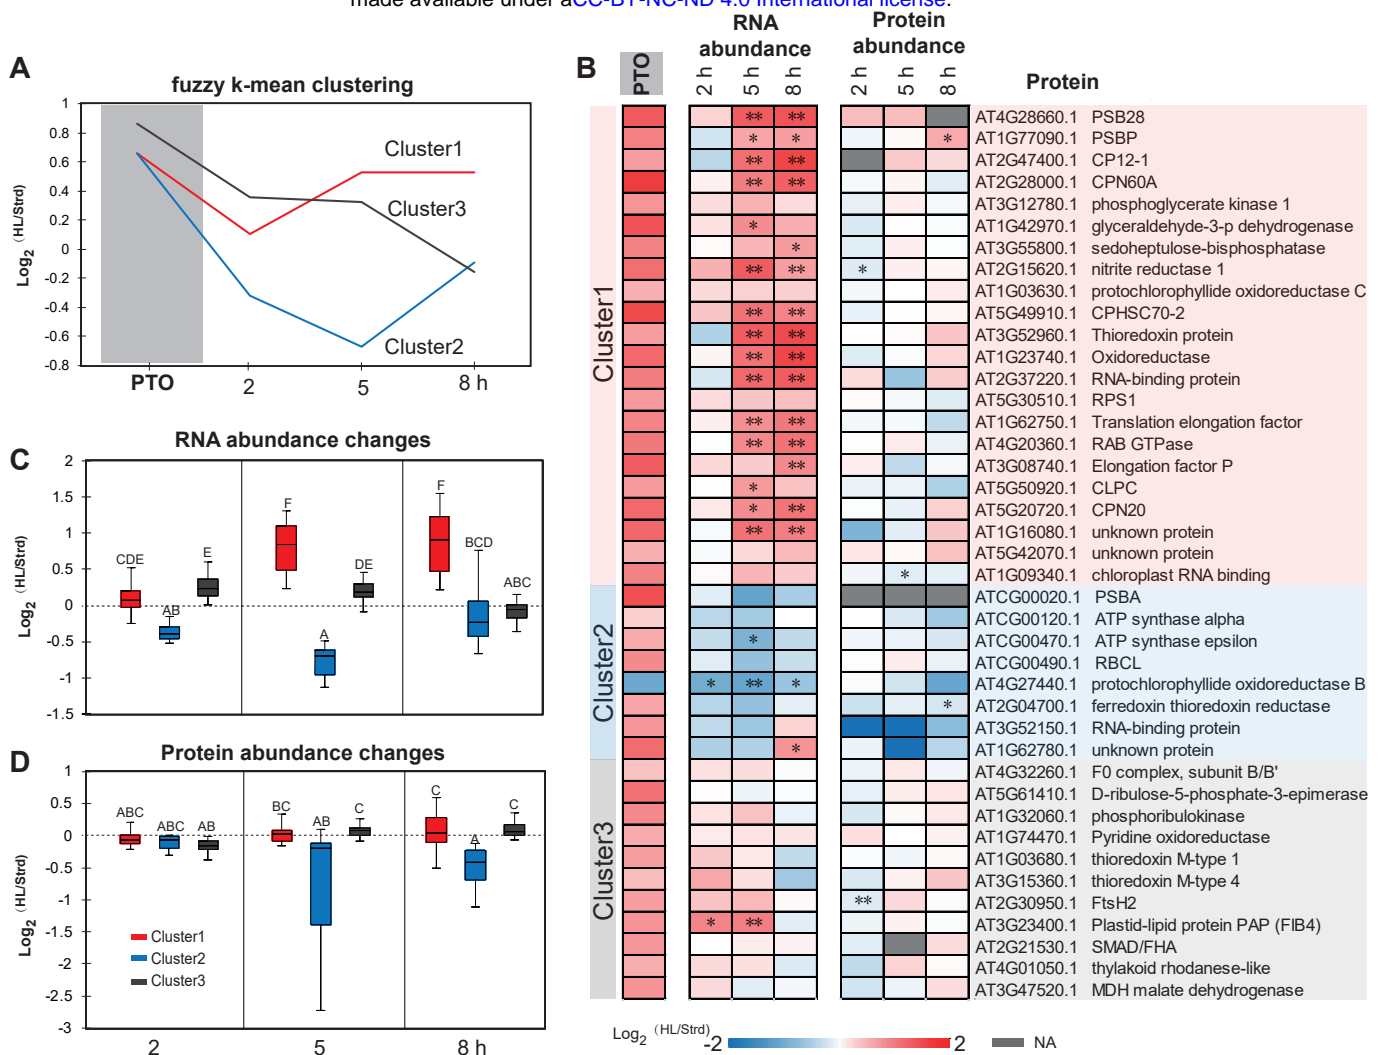 made available under aCC-BY-NC-ND 4.0 International license.
A
fuzzy k-mean clustering
Log2 (HL/Strd)
1
0.8
0.6
0.4
0.2
0
-0.2
-0.4
-0.6
-0.8
Cluster1
Cluster3
Cluster2
PTO
2
5
8 h
C
RNA abundance changes
Log2 (HL/Strd)
2
1.5
1
0.5
0
-0.5
-1
-1.5
CDE
AB
E
F
A
DE
F
BCD
ABC
D
Protein abundance changes
Log2 (HL/Strd)
1
0.5
0
-0.5
-1
-1.5
-2
-2.5
-3
ABC
ABC
AB
BC
AB
C
C
A
C
Cluster1
Cluster2
Cluster3
2
5
8 h
B
PTO
RNA
abundance
2 h
5 h
8 h
Protein
abundance
2 h
5 h
8 h
Protein
Cluster1
** ** AT4G28660.1 PSB28
* * * AT1G77090.1 PSBP
** ** AT2G47400.1 CP12-1
** ** AT2G28000.1 CPN60A
AT3G12780.1 phosphoglycerate kinase 1
* AT1G42970.1 glyceraldehyde-3-p dehydrogenase
* AT3G55800.1 sedoheptulose-bisphosphatase
** ** * AT2G15620.1 nitrite reductase 1
AT1G03630.1 protochlorophyllide oxidoreductase C
** ** AT5G49910.1 CPHSC70-2
** ** AT3G52960.1 Thioredoxin protein
** ** AT1G23740.1 Oxidoreductase
** ** AT2G37220.1 RNA-binding protein
AT5G30510.1 RPS1
** ** AT1G62750.1 Translation elongation factor
** ** AT4G20360.1 RAB GTPase
** AT3G08740.1 Elongation factor P
* AT5G50920.1 CLPC
* ** AT5G20720.1 CPN20
** ** AT1G16080.1 unknown protein
AT5G42070.1 unknown protein
* AT1G09340.1 chloroplast RNA binding
Cluster2
ATCG00020.1 PSBA
ATCG00120.1 ATP synthase alpha
* ATCG00470.1 ATP synthase epsilon
ATCG00490.1 RBCL
* ** * AT4G27440.1 protochlorophyllide oxidoreductase B
* AT2G04700.1 ferredoxin thioredoxin reductase
AT3G52150.1 RNA-binding protein
* AT1G62780.1 unknown protein
Cluster3
AT4G32260.1 F0 complex, subunit B/B'
AT5G61410.1 D-ribulose-5-phosphate-3-epimerase
AT1G32060.1 phosphoribulokinase
AT1G74470.1 Pyridine oxidoreductase
AT1G03680.1 thioredoxin M-type 1
AT3G15360.1 thioredoxin M-type 4
** AT2G30950.1 FtsH2
* ** AT3G23400.1 Plastid-lipid protein PAP (FIB4)
AT2G21530.1 SMAD/FHA
AT4G01050.1 thylakoid rhodanese-like
AT3G47520.1 MDH malate dehydrogenase
Log2 (HL/Strd) -2 2 NA